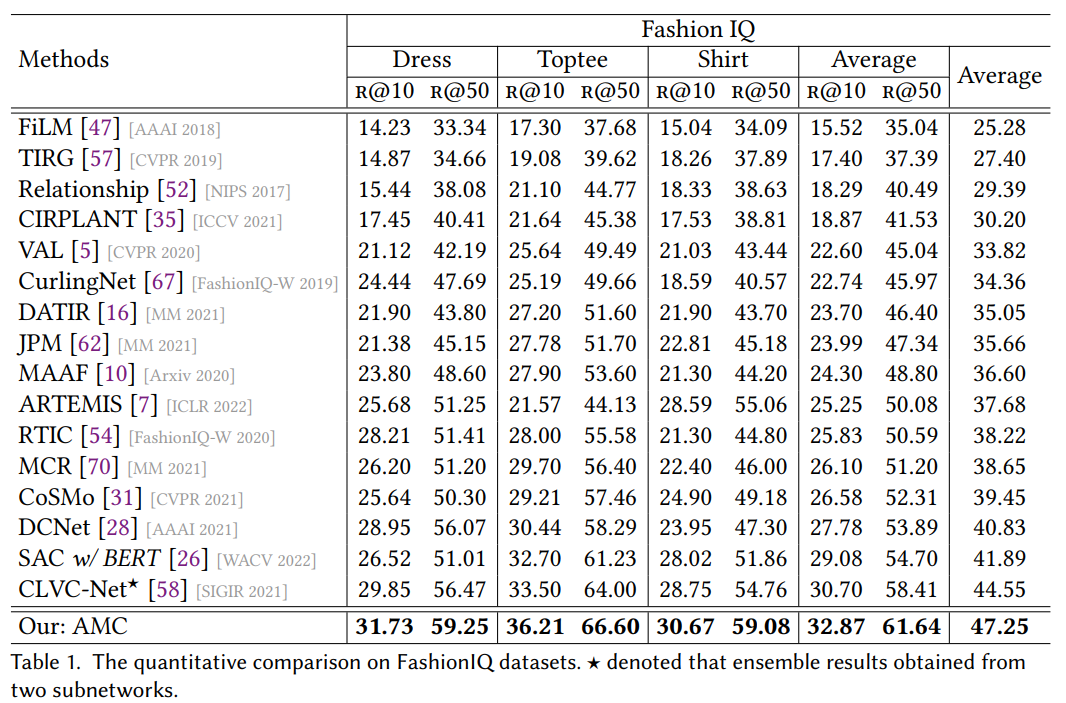 Fashion IQ
Methods Dress Toptee Shirt Average Average
R@10 R@50 R@10 R@50 R@10 R@50 R@10 R@50
FiLM [47] [AAAI 2018] 14.23 33.34 17.30 37.68 15.04 34.09 15.52 35.04 25.28
TIRG [57] [CVPR 2019] 14.87 34.66 19.08 39.62 18.26 37.89 17.40 37.39 27.40
Relationship [52] [NIPS 2017] 15.44 38.08 21.10 44.77 18.33 38.63 18.29 40.49 29.39
CIRPLANT [35] [ICCV 2021] 17.45 40.41 21.64 45.38 17.53 38.81 18.87 41.53 30.20
VAL [5] [CVPR 2020] 21.12 42.19 25.64 49.49 21.03 43.44 22.60 45.04 33.82
CurlingNet [67] [FashionIQ-W 2019] 24.44 47.69 25.19 49.66 18.59 40.57 22.74 45.97 34.36
DATIR [16] [MM 2021] 21.90 43.80 27.20 51.60 21.90 43.70 23.70 46.40 35.05
JPM [62] [MM 2021] 21.38 45.15 27.78 51.70 22.81 45.18 23.99 47.34 35.66
MAAF [10] [Arxiv 2020] 23.80 48.60 27.90 53.60 21.30 44.20 24.30 48.80 36.60
ARTEMIS [7] [ICLR 2022] 25.68 51.25 21.57 44.13 28.59 55.06 25.25 50.08 37.68
RTIC [54] [FashionIQ-W 2020] 28.21 51.41 28.00 55.58 21.30 44.80 25.83 50.59 38.22
MCR [70] [MM 2021] 26.20 51.20 29.70 56.40 22.40 46.00 26.10 51.20 38.65
CoSMo [31] [CVPR 2021] 25.64 50.30 29.21 57.46 24.90 49.18 26.58 52.31 39.45
DCNet [28] [AAAI 2021] 28.95 56.07 30.44 58.29 23.95 47.30 27.78 53.89 40.83
SAC w/ BERT [26] [WACV 2022] 26.52 51.01 32.70 61.23 28.02 51.86 29.08 54.70 41.89
CLVC-Net★ [58] [SIGIR 2021] 29.85 56.47 33.50 64.00 28.75 54.76 30.70 58.41 44.55
Our: AMC 31.73 59.25 36.21 66.60 30.67 59.08 32.87 61.64 47.25
Table 1. The quantitative comparison on FashionIQ datasets. ★ denoted that ensemble results obtained from
two subnetworks.